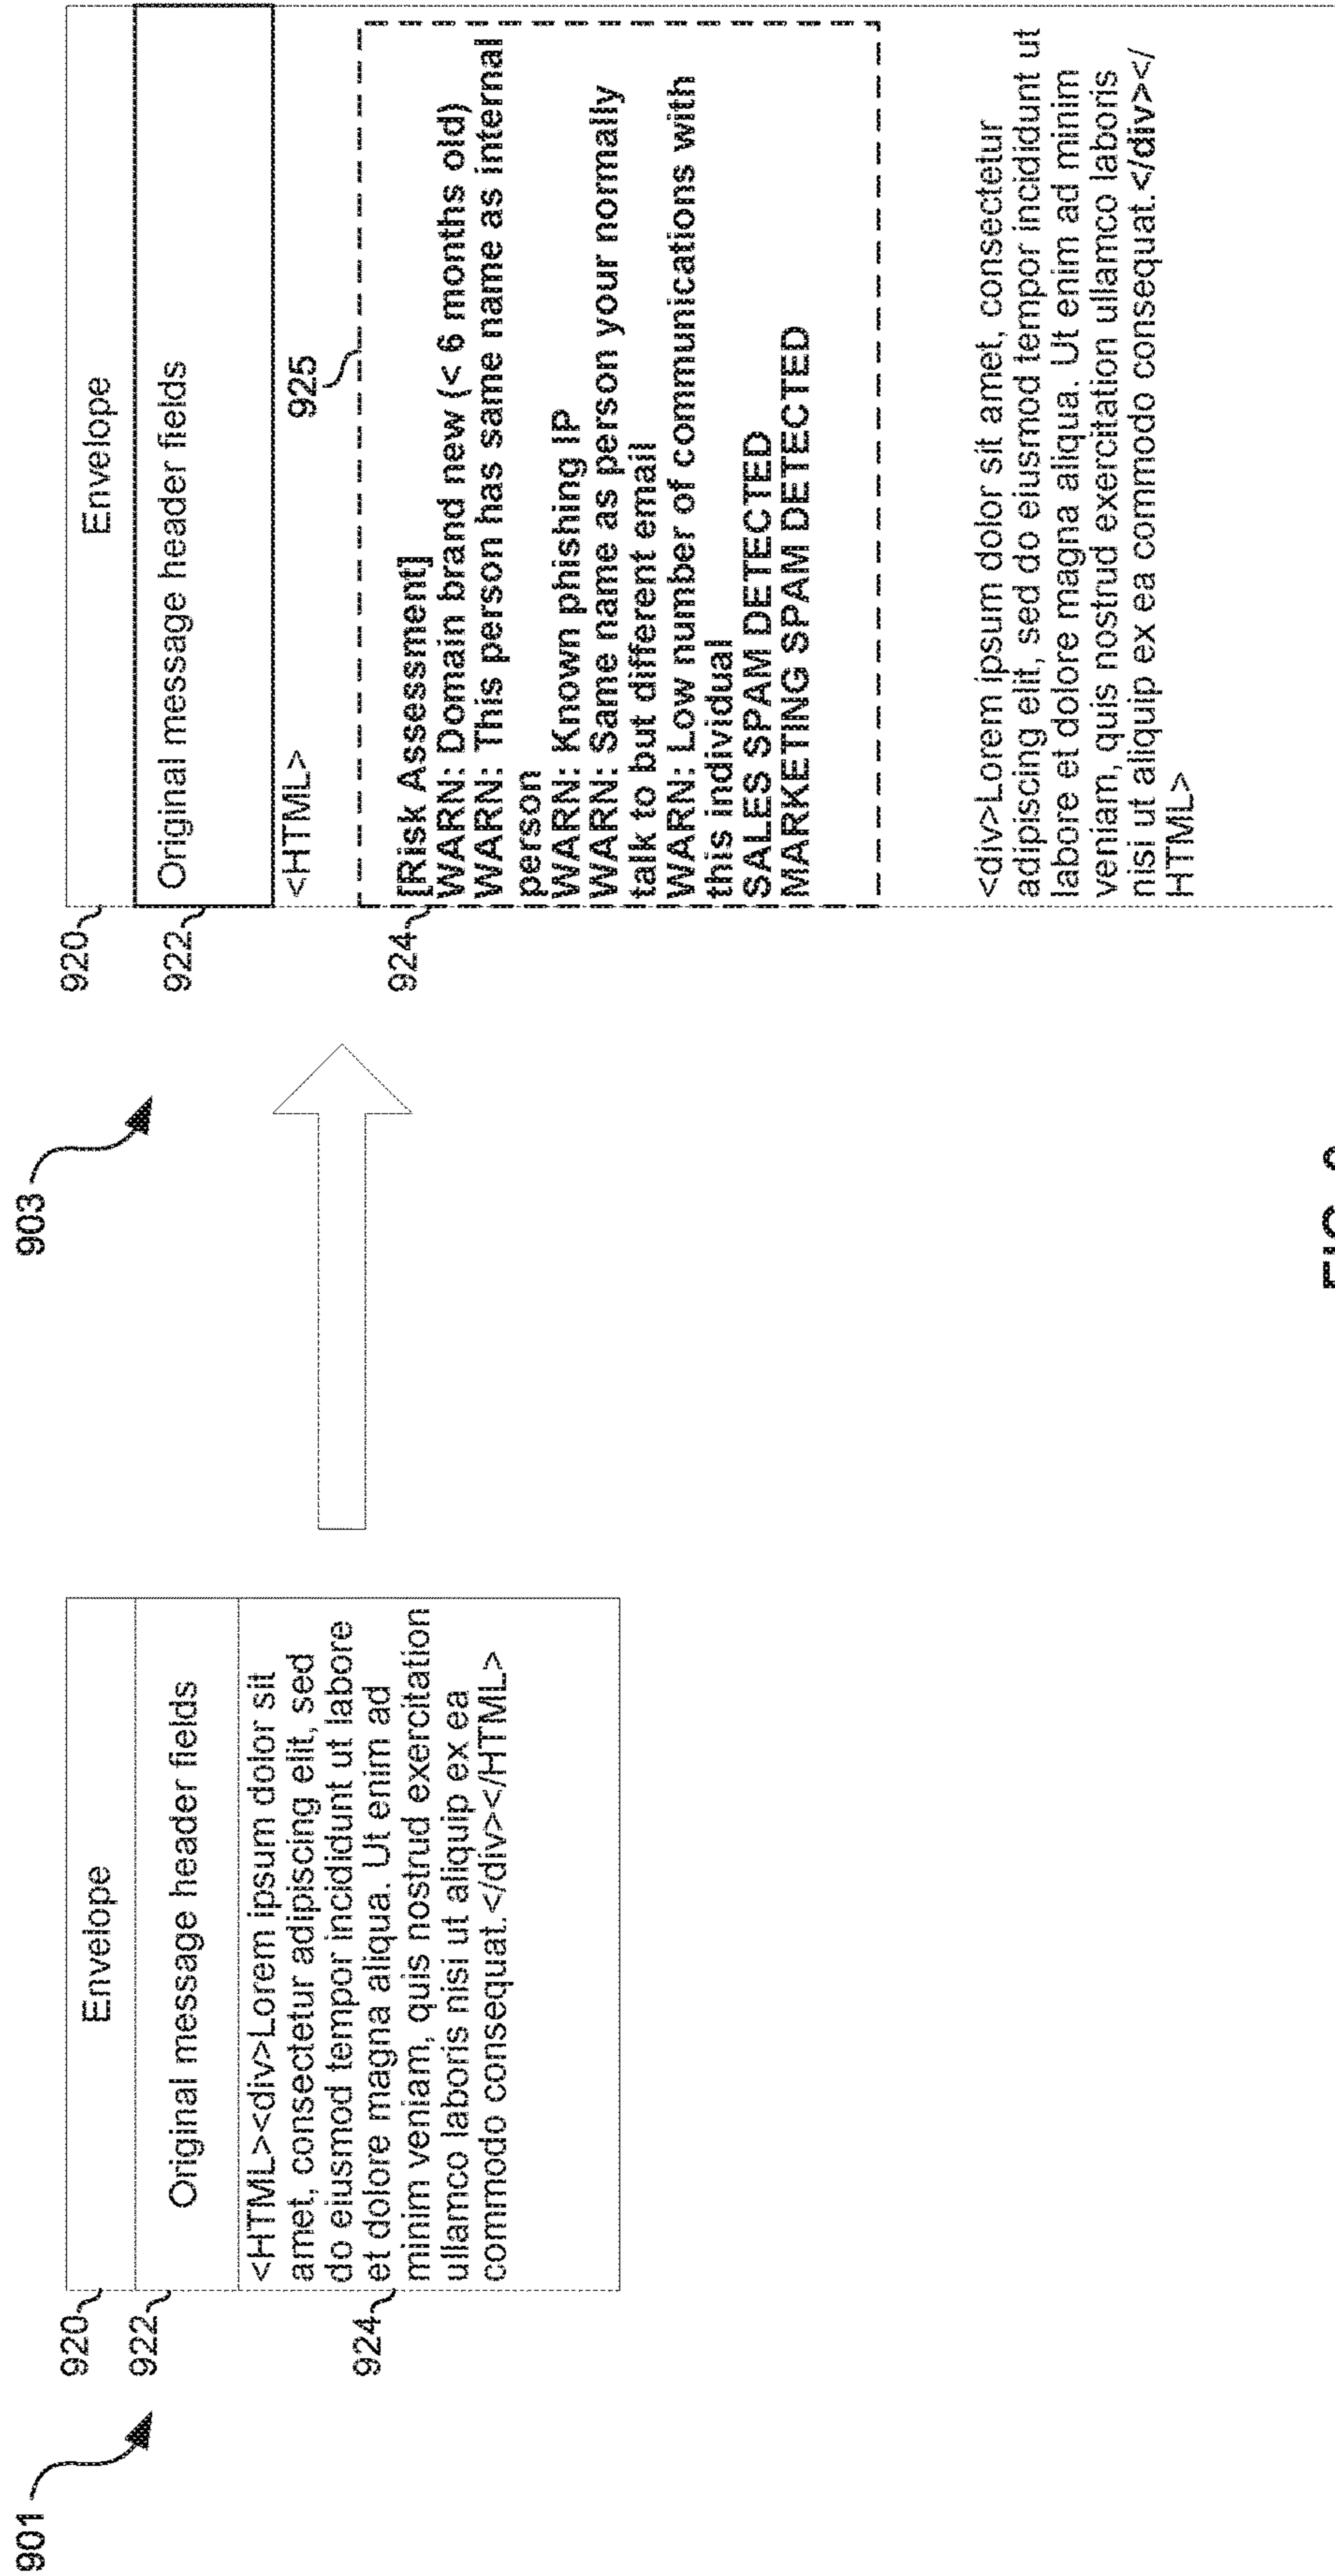 901
920
Envelope
922
Original message header fields
924
<HTML><div>Lorem ipsum dolor sit
amet, consectetur adipiscing elit, sed
do eiusmod tempor incididunt ut labore
et dolore magna aliqua. Ut enim ad
minim veniam, quis nostrud exercitation
ullamco laboris nisi ut aliquip ex ea
commodo consequat.</div></HTML>
903
920
Envelope
922
Original message header fields
<HTML>
925
924
[Risk Assessment]
WARN: Domain brand new (< 6 months old)
WARN: This person has same name as internal
person
WARN: Known phishing IP
WARN: Same name as person your normally
talk to but different email
WARN: Low number of communications with
this individual
SALES SPAM DETECTED
MARKETING SPAM DETECTED
<div>Lorem ipsum dolor sit amet, consectetur
adipiscing elit, sed do eiusmod tempor incididunt ut
labore et dolore magna aliqua. Ut enim ad minim
veniam, quis nostrud exercitation ullamco laboris
nisi ut aliquip ex ea commodo consequat.</div></
HTML>